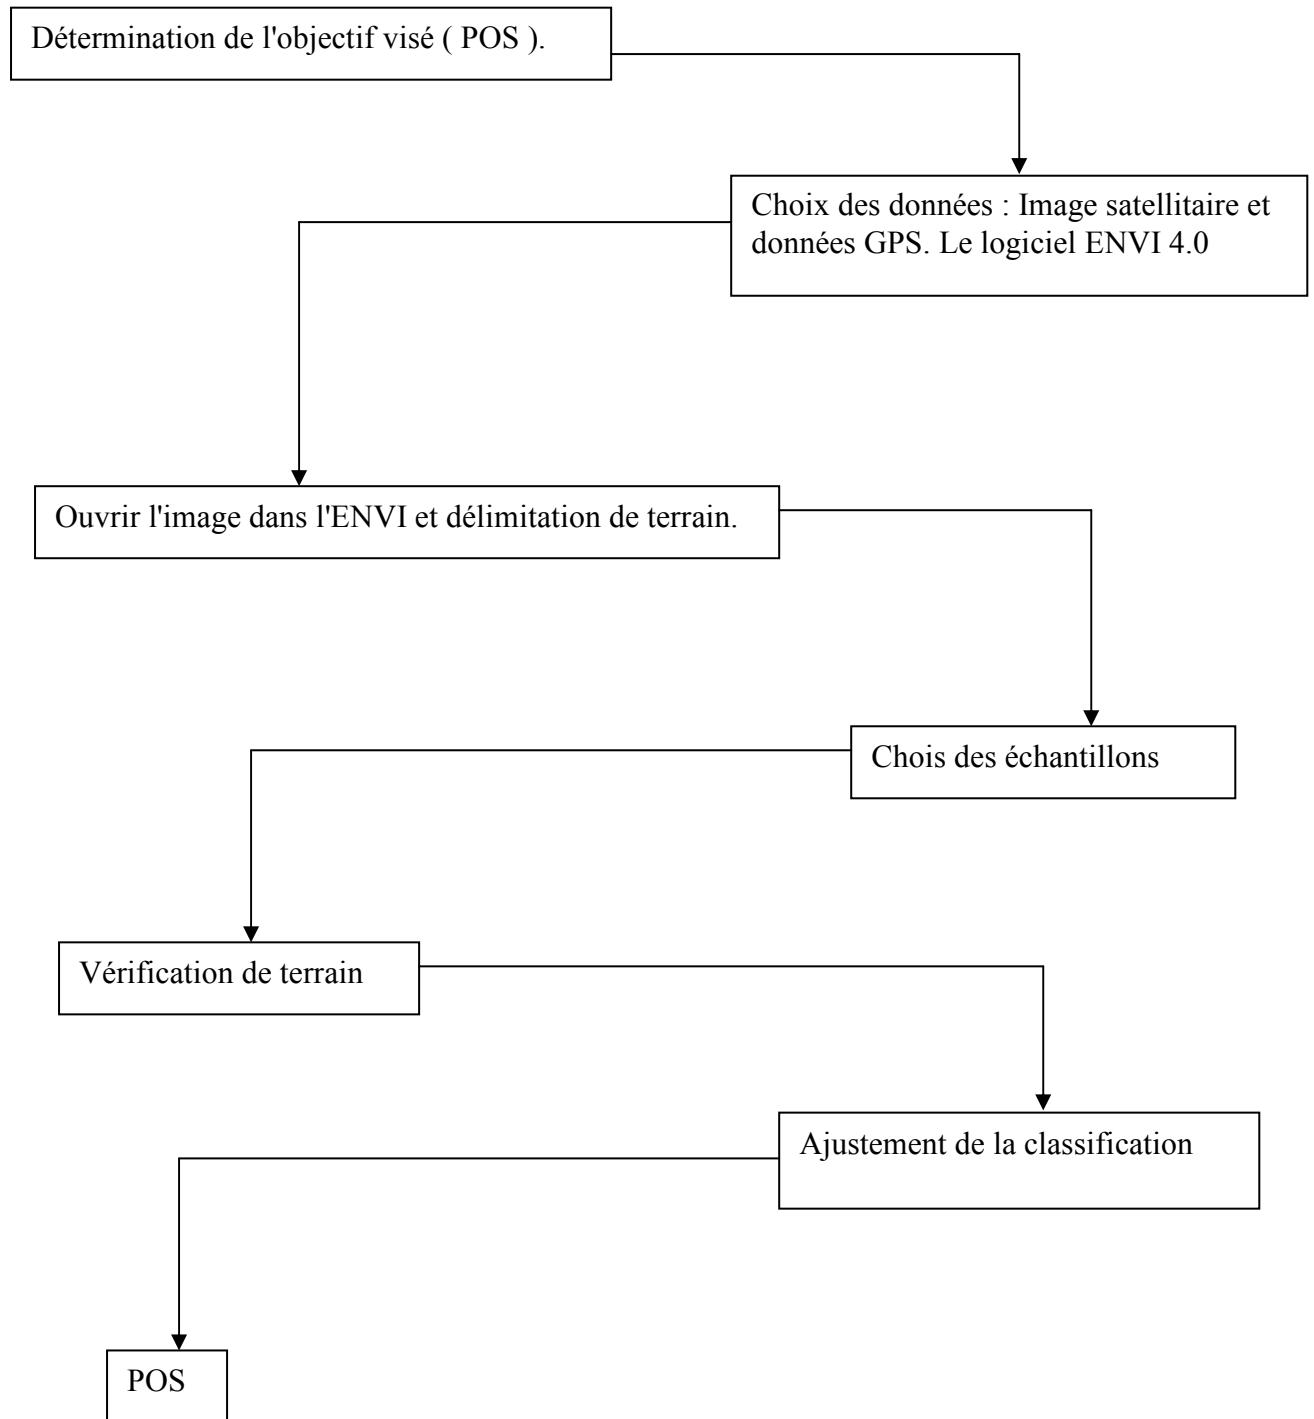 Détermination de l'objectif visé ( POS ).
Choix des données : Image satellitaire et
données GPS. Le logiciel ENVI 4.0
Ouvrir l'image dans l'ENVI et délimitation de terrain.
Chois des échantillons
Vérification de terrain
Ajustement de la classification
POS